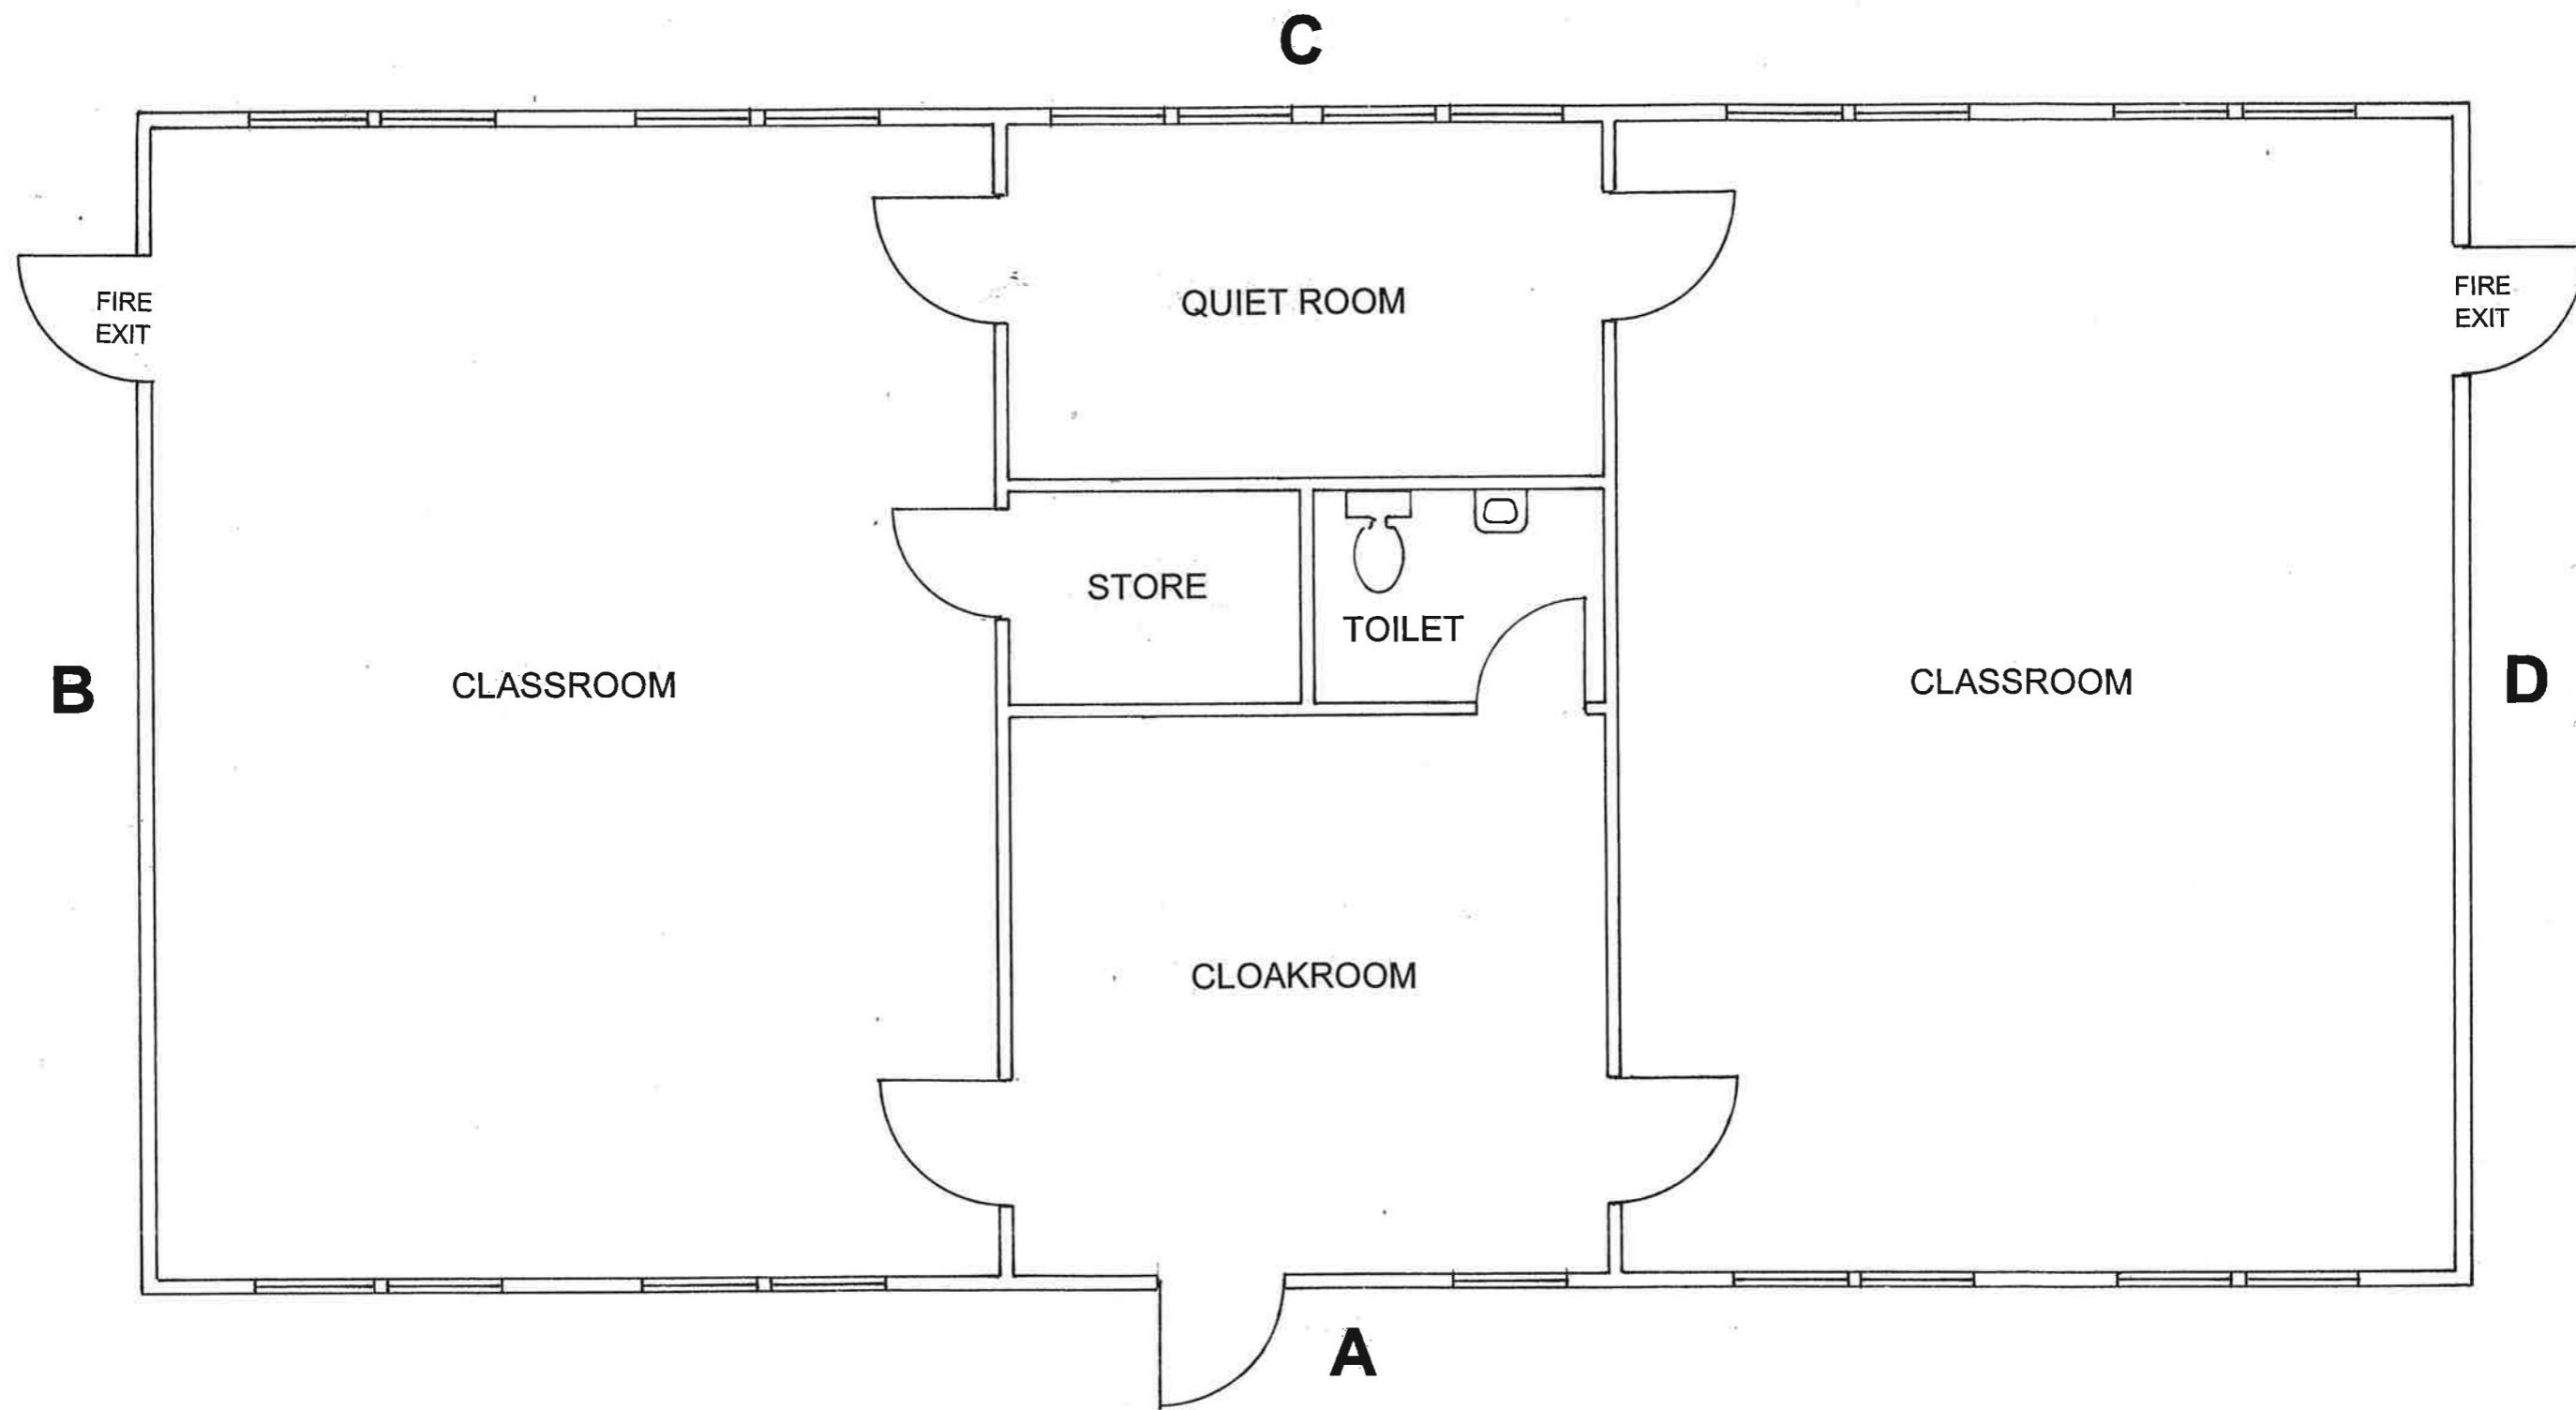 C
FIRE
EXIT
QUIET ROOM
FIRE
EXIT
STORE
TOILET
B
CLASSROOM
CLASSROOM
D
CLOAKROOM
A